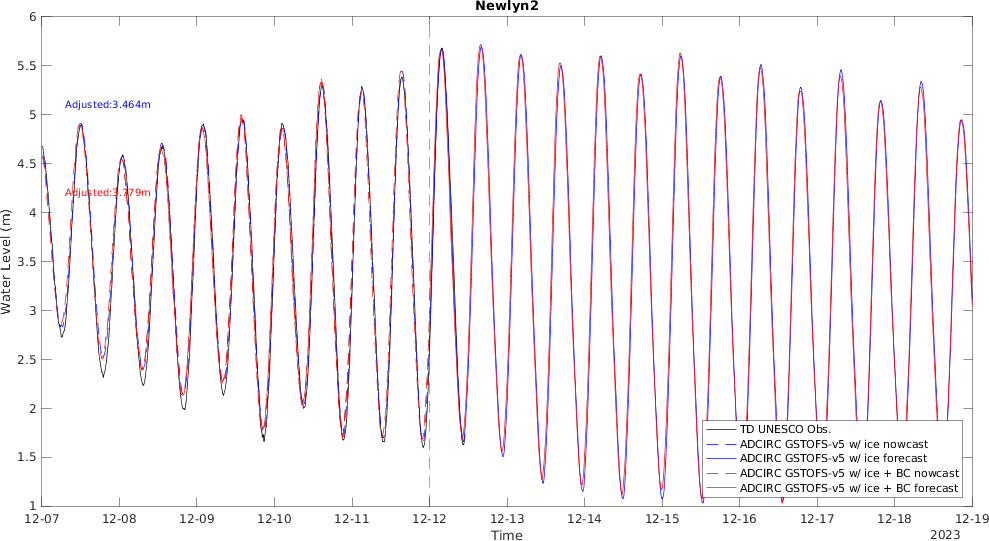 Newlyn2
6
5.5
5
4.5
4
3.5
3
2.5
2
1.5
1
Water Level (m)
Adjusted:3.464m
Adjusted:3.779m
TD UNESCO Obs.
ADCIRC GSTOFS-v5 w/ ice nowcast
ADCIRC GSTOFS-v5 w/ ice forecast
ADCIRC GSTOFS-v5 w/ ice + BC nowcast
ADCIRC GSTOFS-v5 w/ ice + BC forecast
12-07 12-08 12-09 12-10 12-11 12-12 12-13 12-14 12-15 12-16 12-17 12-18 12-19
Time
2023